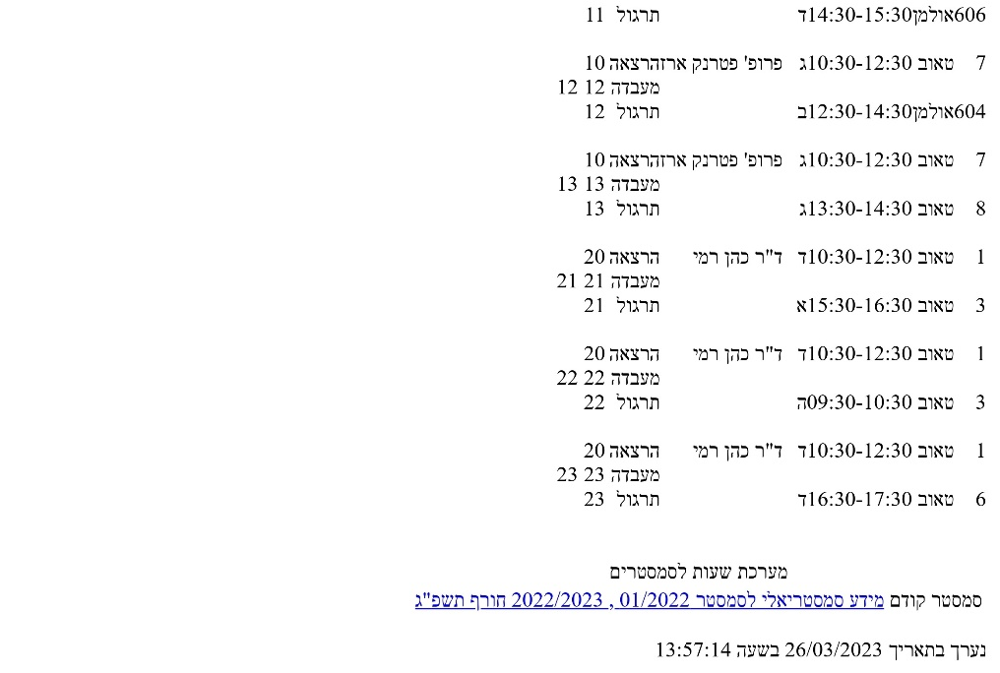 606אולמן14:30-15:30ד תרגול 11
7 טאוב 10:30-12:30ג פרופ' פטרנק ארזהרצאה 10
מעבדה 12 12
604אולמן12:30-14:30ב תרגול 12
7 טאוב 10:30-12:30ג פרופ' פטרנק ארזהרצאה 10
מעבדה 13 13
8 טאוב 13:30-14:30ג תרגול 13
1 טאוב 10:30-12:30ד ד"ר כהן רמי הרצאה 20
מעבדה 21 21
3 טאוב 15:30-16:30א תרגול 21
1 טאוב 10:30-12:30ד ד"ר כהן רמי הרצאה 20
מעבדה 22 22
3 טאוב 09:30-10:30ה תרגול 22
1 טאוב 10:30-12:30ד ד"ר כהן רמי הרצאה 20
מעבדה 23 23
6 טאוב 16:30-17:30ד תרגול 23
מערכת שעות לסמסטרים
סמסטר קודם מידע סמסטריאלי לסמסטר 01/2022 , 2022/2023 חורף תשפ"ג
נערך בתאריך 26/03/2023 בשעה 13:57:14